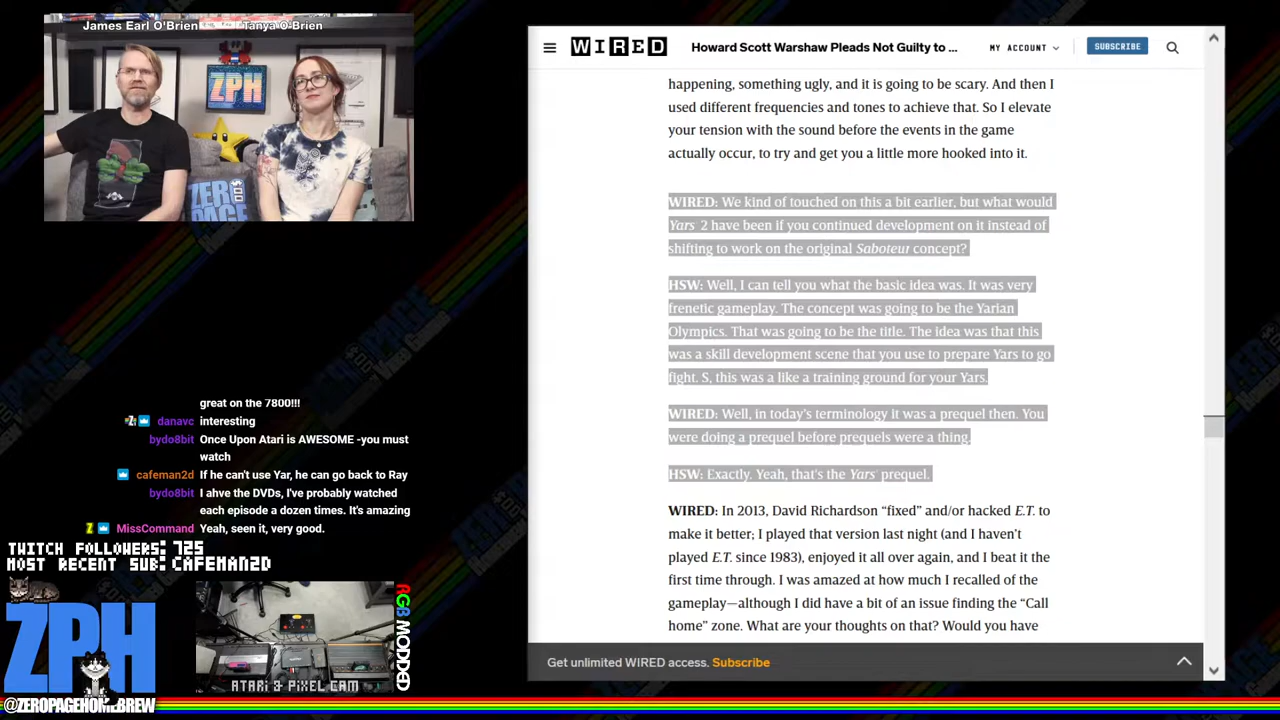 James Earl O'Brien
Tanya O'Brien
ZPH
ZERO
PAGE
great on the 7800!!!
danavc interesting
bydo8bit Once Upon Atari is AWESOME -you must
watch
cafeman2d If he can't use Yar, he can go back to Ray
bydo8bit I ahve the DVDs, I've probably watched
each episode a dozen times. It's amazing
Z MissCommand Yeah, seen it, very good.
TWITCH FOLLOWERS: 725
MOST RECENT SUB: CAFEMAN2D
ZPH
@ZEROPAGEHOMEBREW
RGB MODDED
ATARI & PIXEL CAM
WIRED
Howard Scott Warshaw Pleads Not Guilty to ...
MY ACCOUNT
SUBSCRIBE
happening, something ugly, and it is going to be scary. And then I
used different frequencies and tones to achieve that. So I elevate
your tension with the sound before the events in the game
actually occur, to try and get you a little more hooked into it.
WIRED: We kind of touched on this a bit earlier, but what would
Yars' 2 have been if you continued development on it instead of
shifting to work on the original Saboteur concept?
HSW: Well, I can tell you what the basic idea was. It was very
frenetic gameplay. The concept was going to be the Yarian
Olympics. That was going to be the title. The idea was that this
was a skill development scene that you use to prepare Yars to go
fight. S, this was a like a training ground for your Yars.
WIRED: Well, in today's terminology it was a prequel then. You
were doing a prequel before prequels were a thing.
HSW: Exactly. Yeah, that's the Yars' prequel.
WIRED: In 2013, David Richardson “fixed” and/or hacked E.T. to
make it better; I played that version last night (and I haven't
played E.T. since 1983), enjoyed it all over again, and I beat it the
first time through. I was amazed at how much I recalled of the
gameplay—although I did have a bit of an issue finding the “Call
home” zone. What are your thoughts on that? Would you have
Get unlimited WIRED access. Subscribe